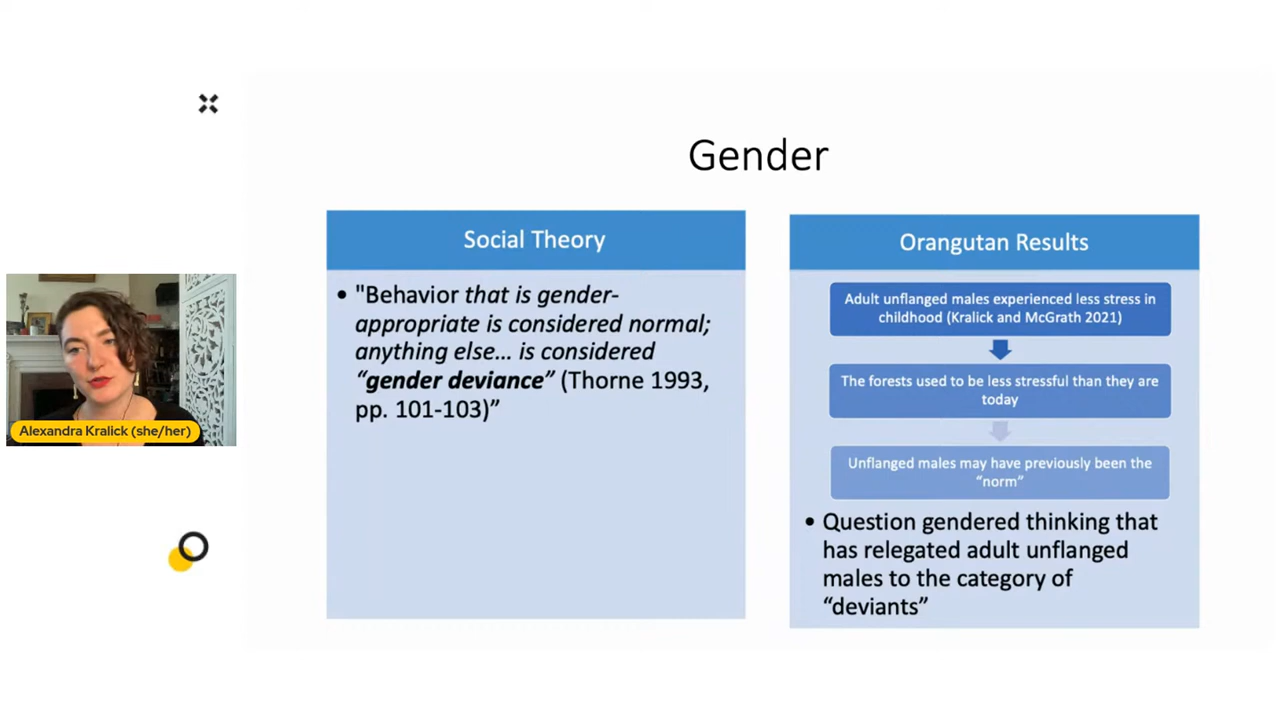 Gender
Social Theory
• "Behavior that is gender-
appropriate is considered normal;
anything else... is considered
“gender deviance” (Thorne 1993,
pp. 101-103)”
Orangutan Results
Adult unflanged males experienced less stress in
childhood (Kralick and McGrath 2021)
The forests used to be less stressful than they are
today
Unflanged males may have previously been the
“norm”
• Question gendered thinking that
has relegated adult unflanged
males to the category of
“deviants”
Alexandra Kralick (she/her)